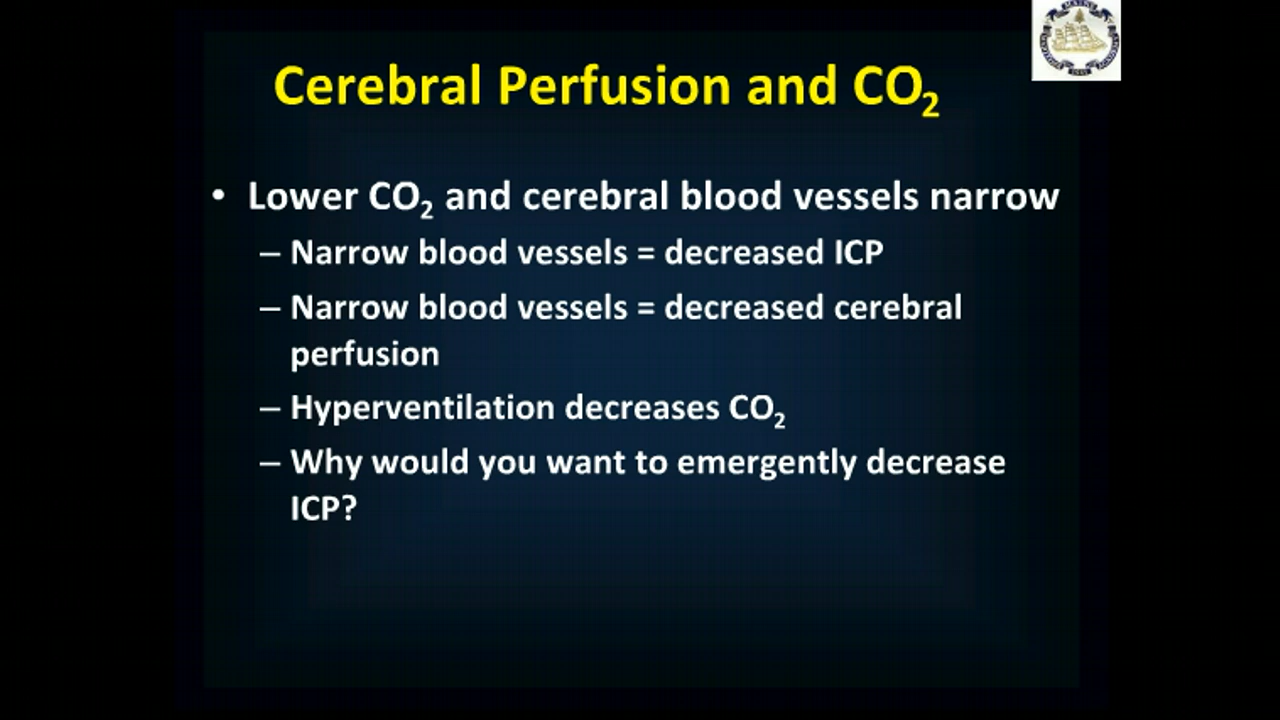 Cerebral Perfusion and CO₂
• Lower CO₂ and cerebral blood vessels narrow
– Narrow blood vessels = decreased ICP
– Narrow blood vessels = decreased cerebral
perfusion
– Hyperventilation decreases CO₂
– Why would you want to emergently decrease
ICP?